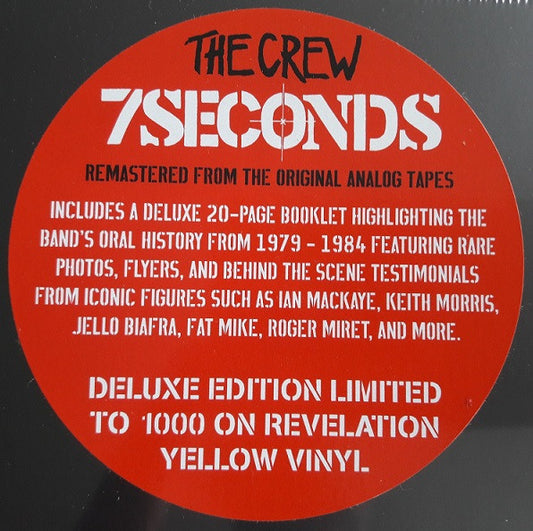 THE CREW
7SECONDS
REMASTERED FROM THE ORIGINAL ANALOG TAPES
INCLUDES A DELUXE 20-PAGE BOOKLET HIGHLIGHTING THE
BAND'S ORAL HISTORY FROM 1979 - 1984 FEATURING RARE
PHOTOS, FLYERS, AND BEHIND THE SCENE TESTIMONIALS
FROM ICONIC FIGURES SUCH AS IAN MACKAYE, KEITH MORRIS,
JELLO BIAFRA, FAT MIKE, ROGER MIRET, AND MORE.
DELUXE EDITION LIMITED
TO 1000 ON REVELATION
YELLOW VINYL